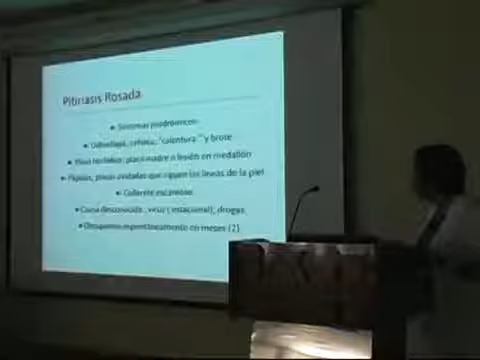 Pitiriasis Rosada
• Síntomas prodrómicos:
• Odinofagia, cefalea, "calentura" y brote
• placa madre o lesión en medallón
• Pápulas, placas ovaladas que siguen las líneas de la piel
• Collarete escamoso
• Causa desconocida, virus (estacional), drogas
• Desaparece espontáneamente en meses (2)